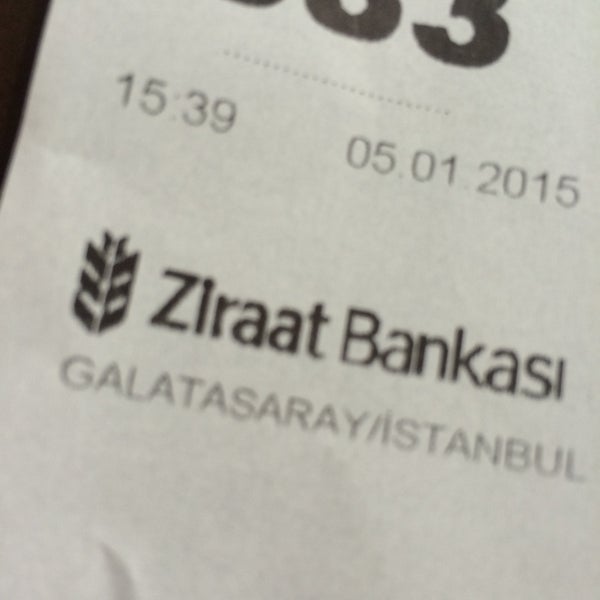 15:39
05.01.2015
Ziraat Bankası
GALATASARAY/İSTANBUL